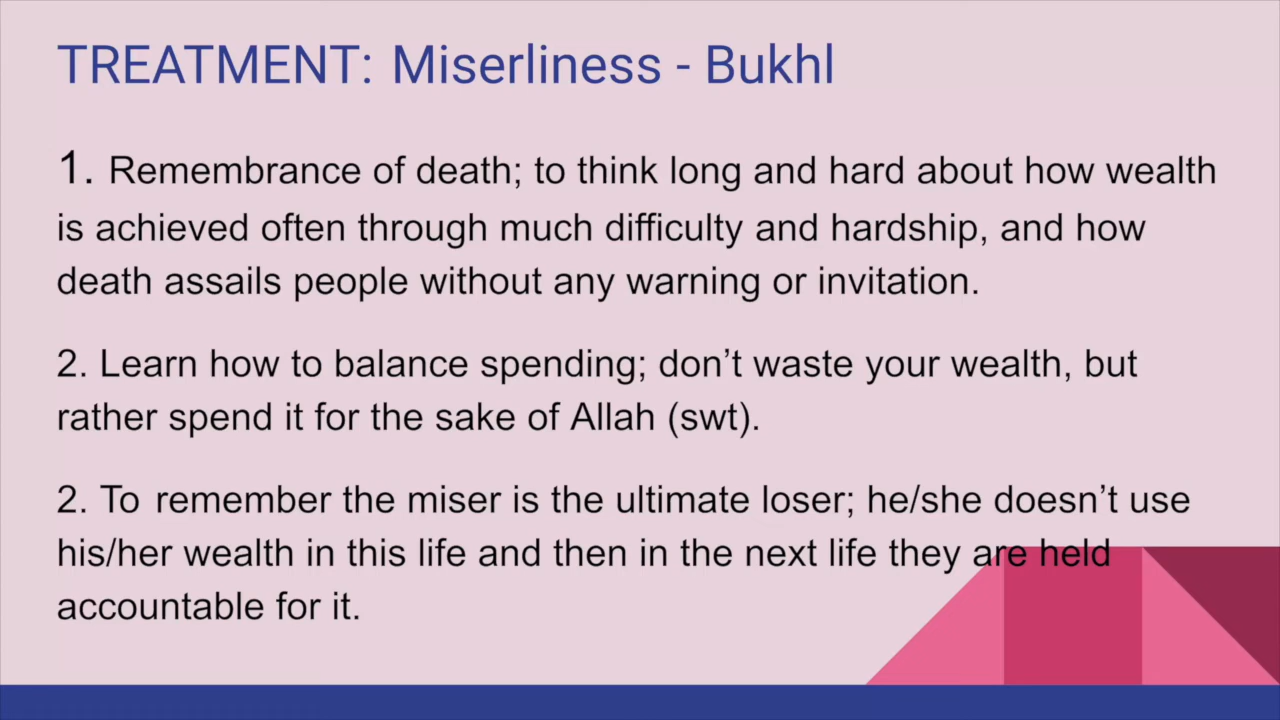 TREATMENT: Miserliness - Bukhl
1. Remembrance of death; to think long and hard about how wealth
is achieved often through much difficulty and hardship, and how
death assails people without any warning or invitation.
2. Learn how to balance spending; don’t waste your wealth, but
rather spend it for the sake of Allah (swt).
2. To remember the miser is the ultimate loser; he/she doesn’t use
his/her wealth in this life and then in the next life they are held
accountable for it.